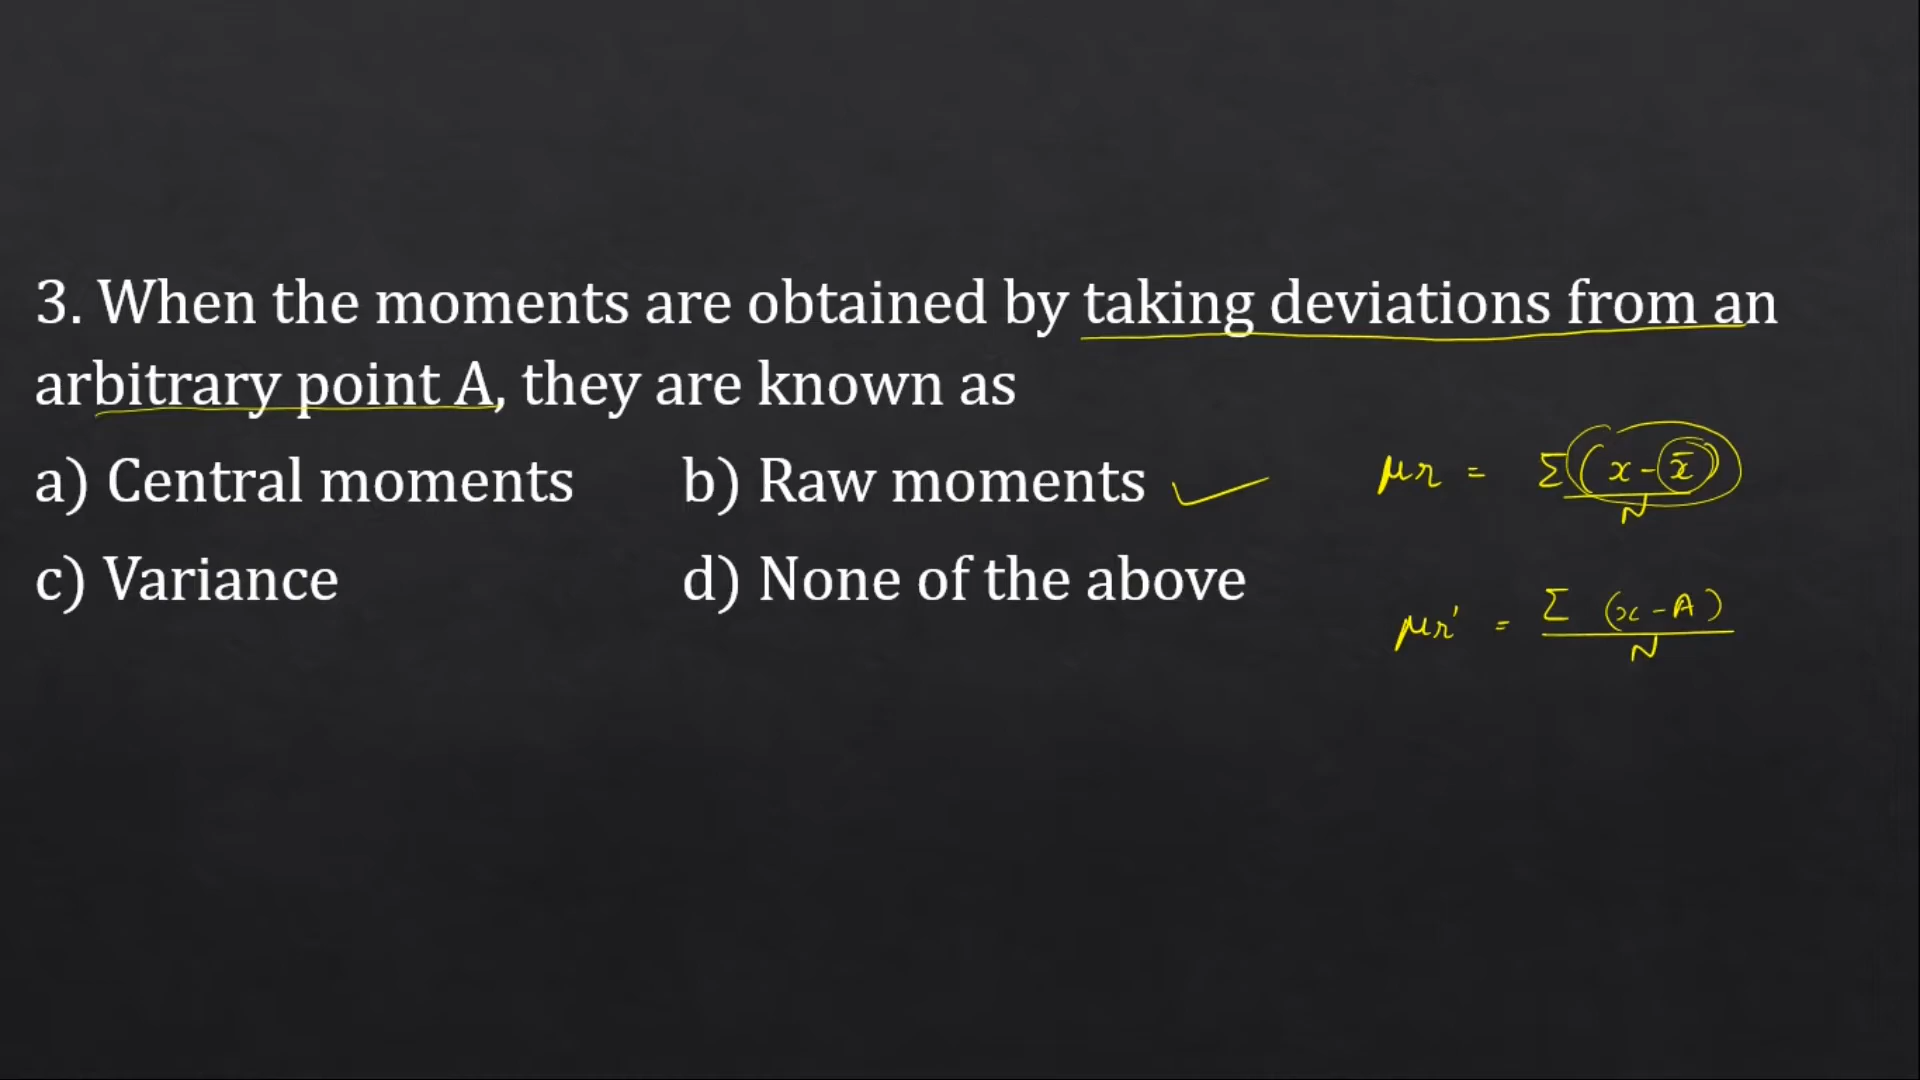 3. When the moments are obtained by taking deviations from an
arbitrary point A, they are known as
a) Central moments b) Raw moments
μr = Σ(x-x̄)
N
c) Variance d) None of the above
μr' = Σ (x-A)
N